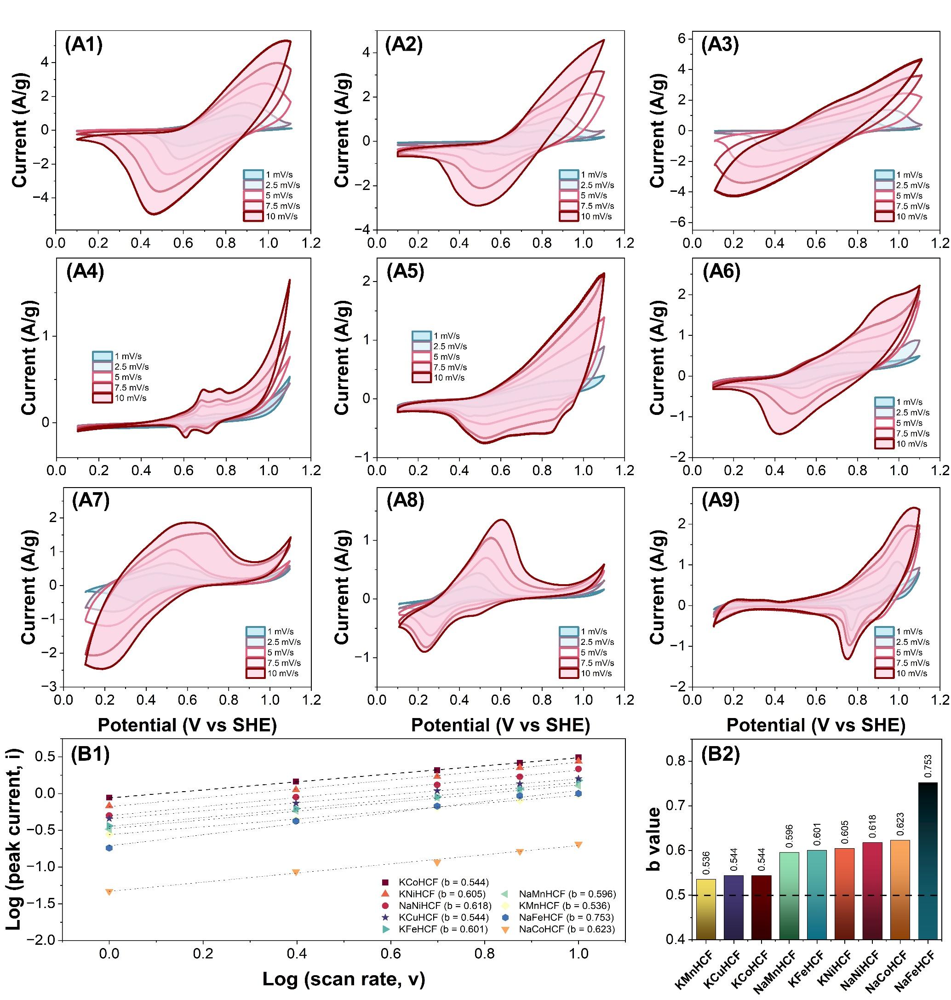 (A1)
Current (A/g)
4
2
0
−2
−4
0.0 0.2 0.4 0.6 0.8 1.0 1.2
1 mV/s
2.5 mV/s
5 mV/s
7.5 mV/s
10 mV/s
(A2)
Current (A/g)
4
2
0
−2
−4
0.0 0.2 0.4 0.6 0.8 1.0 1.2
1 mV/s
2.5 mV/s
5 mV/s
7.5 mV/s
10 mV/s
(A3)
Current (A/g)
6
4
2
0
−2
−4
−6
0.0 0.2 0.4 0.6 0.8 1.0 1.2
1 mV/s
2.5 mV/s
5 mV/s
7.5 mV/s
10 mV/s
(A4)
Current (A/g)
1
0
0.0 0.2 0.4 0.6 0.8 1.0 1.2
1 mV/s
2.5 mV/s
5 mV/s
7.5 mV/s
10 mV/s
(A5)
Current (A/g)
2
1
0
−1
0.0 0.2 0.4 0.6 0.8 1.0 1.2
1 mV/s
2.5 mV/s
5 mV/s
7.5 mV/s
10 mV/s
(A6)
Current (A/g)
2
1
0
−1
−2
0.0 0.2 0.4 0.6 0.8 1.0 1.2
1 mV/s
2.5 mV/s
5 mV/s
7.5 mV/s
10 mV/s
(A7)
Current (A/g)
2
1
0
−1
−2
−3
0.0 0.2 0.4 0.6 0.8 1.0 1.2
1 mV/s
2.5 mV/s
5 mV/s
7.5 mV/s
10 mV/s
Potential (V vs SHE)
(A8)
Current (A/g)
1
0
−1
0.0 0.2 0.4 0.6 0.8 1.0 1.2
1 mV/s
2.5 mV/s
5 mV/s
7.5 mV/s
10 mV/s
Potential (V vs SHE)
(A9)
Current (A/g)
2
1
0
−1
−2
0.0 0.2 0.4 0.6 0.8 1.0 1.2
1 mV/s
2.5 mV/s
5 mV/s
7.5 mV/s
10 mV/s
Potential (V vs SHE)
(B1)
Log (peak current, i)
0.5
0.0
−0.5
−1.0
−1.5
−2.0
0.0 0.2 0.4 0.6 0.8 1.0
Log (scan rate, v)
KCoHCF (b = 0.544)
KNiHCF (b = 0.605)
NaNiHCF (b = 0.618)
KCuHCF (b = 0.544)
KFeHCF (b = 0.601)
NaMnHCF (b = 0.596)
KMnHCF (b = 0.536)
NaFeHCF (b = 0.753)
NaCoHCF (b = 0.623)
(B2)
b value
0.8
0.7
0.6
0.5
0.4
0.536
0.544
0.544
0.596
0.601
0.605
0.618
0.623
0.753
KMnHCF
KCuHCF
KCoHCF
NaMnHCF
KFeHCF
KNiHCF
NaNiHCF
NaCoHCF
NaFeHCF